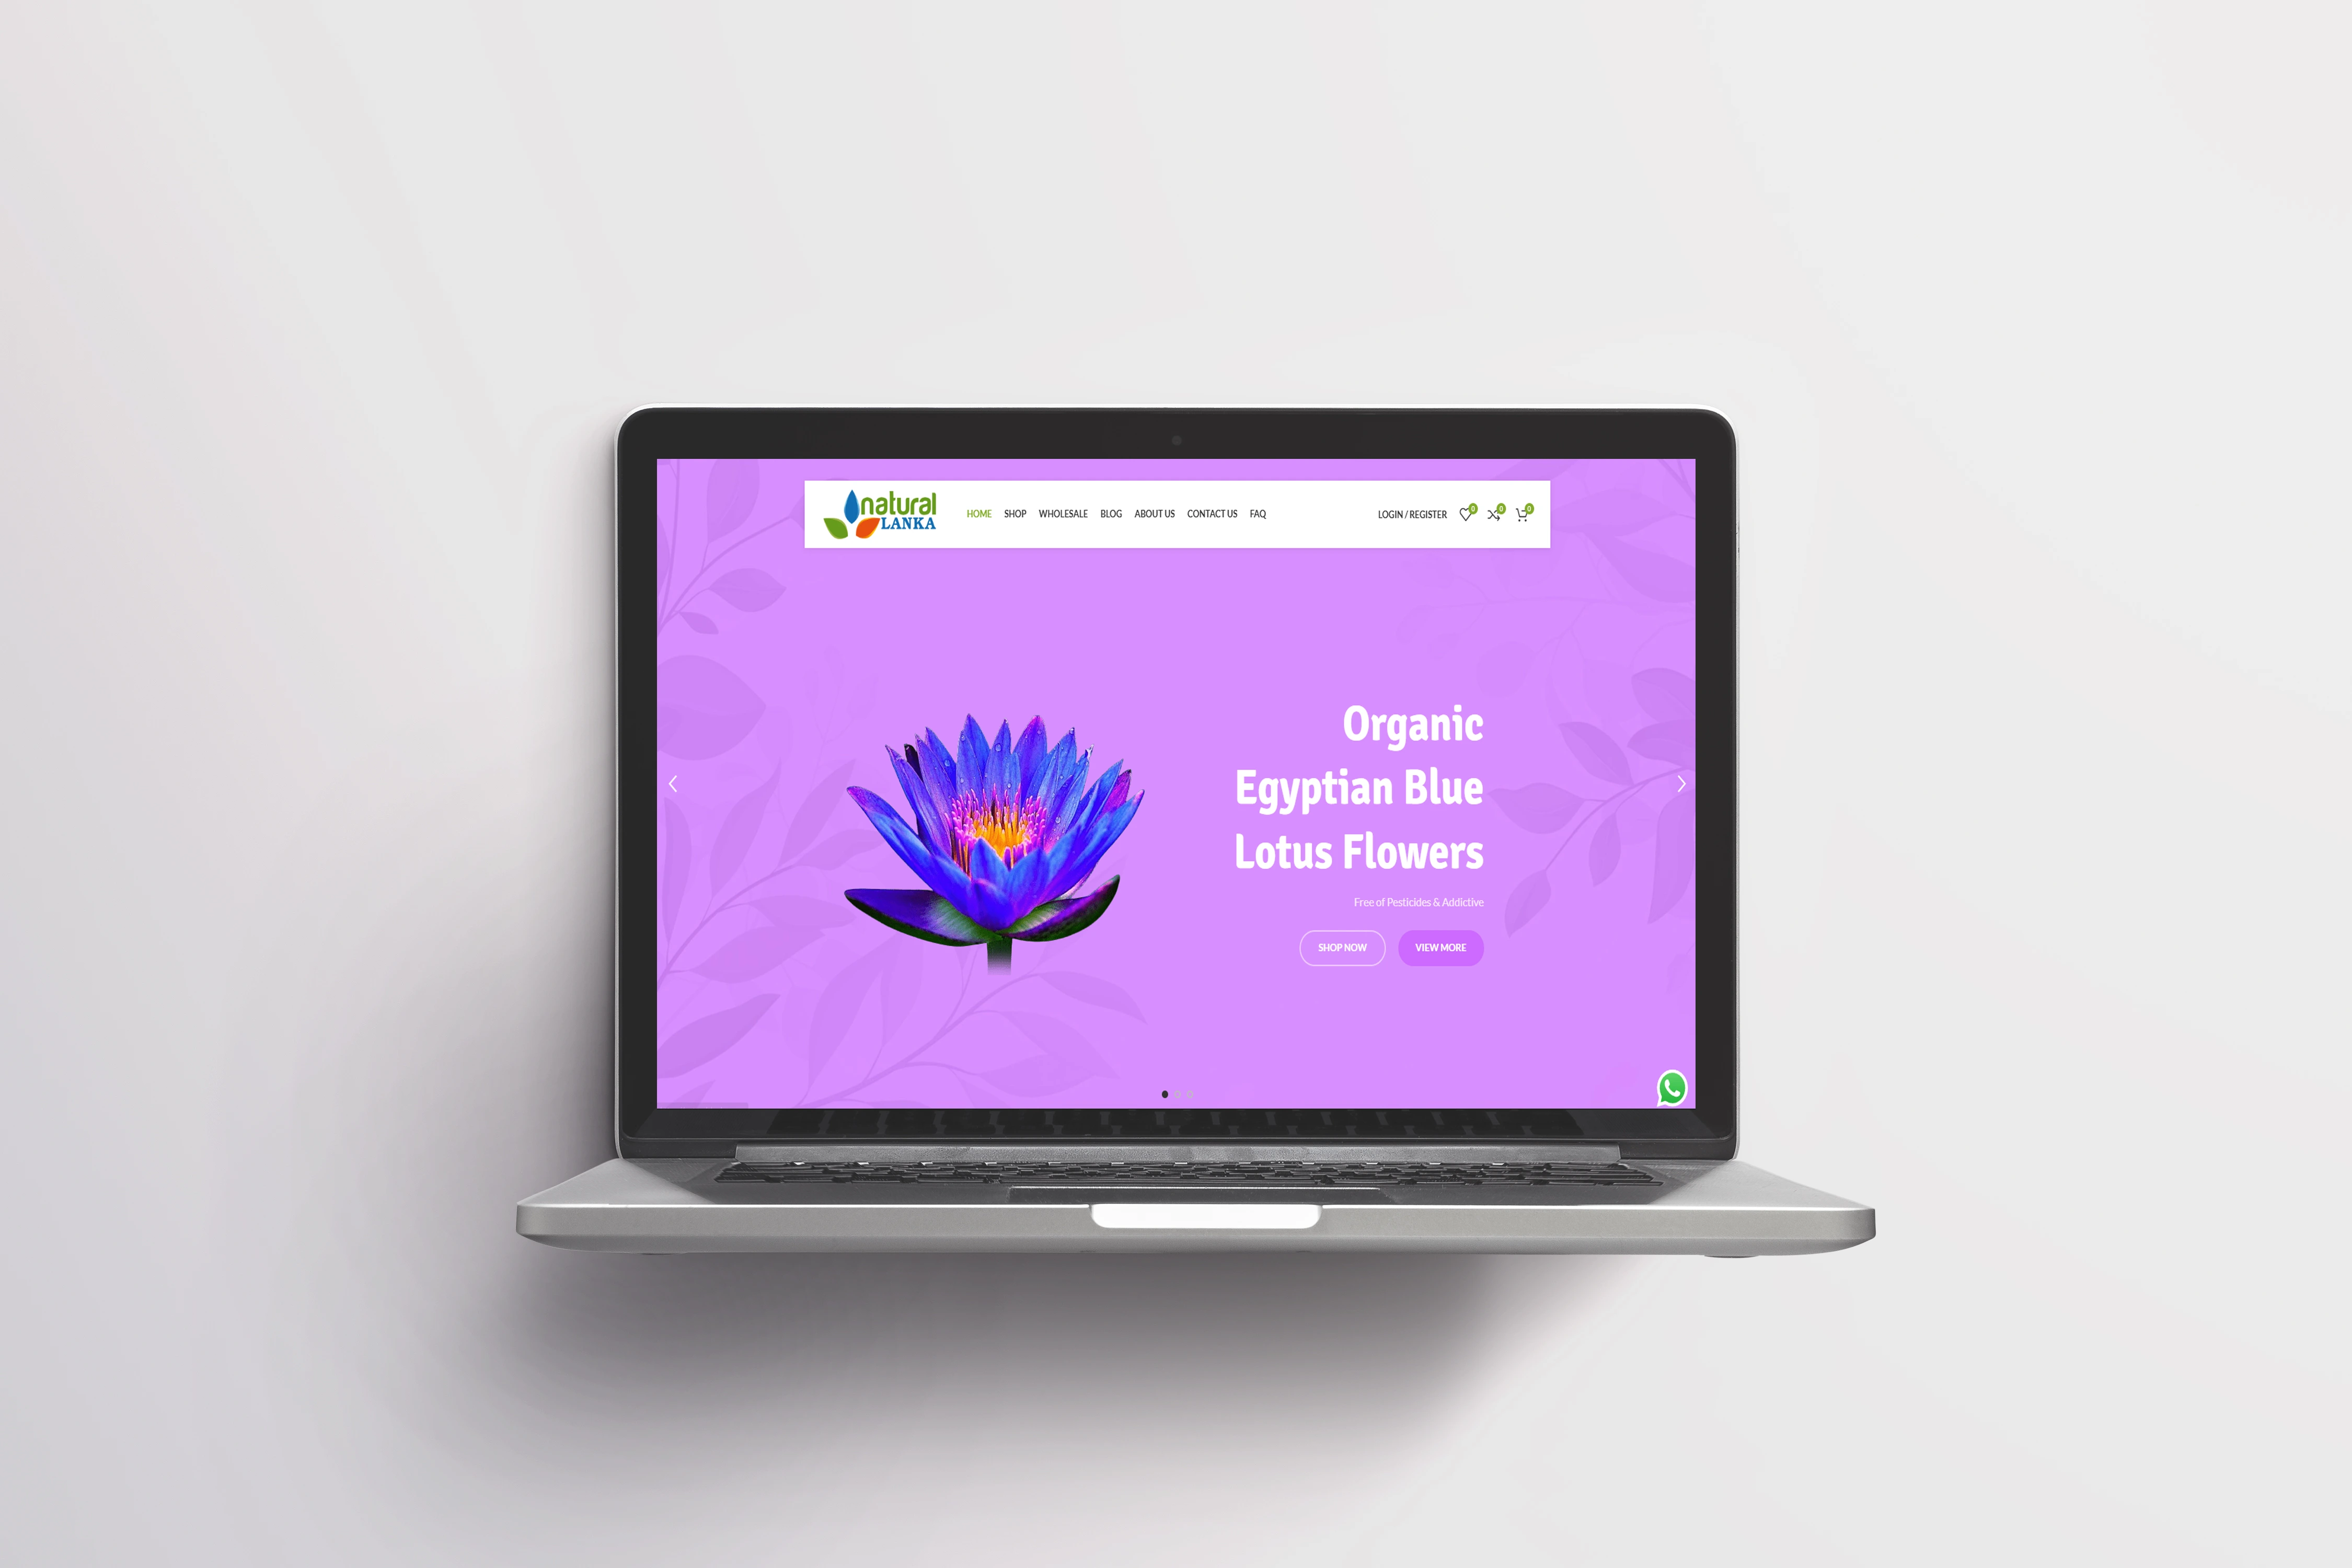 natural
LANKA
HOME SHOP WHOLESALE BLOG ABOUT US CONTACT US FAQ
LOGIN / REGISTER 0 0 0
Organic
Egyptian Blue
Lotus Flowers
Free of Pesticides & Addictive
SHOP NOW VIEW MORE